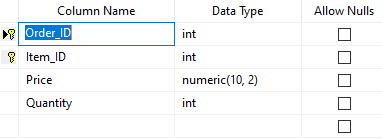 Column Name Data Type Allow Nulls
Order_ID int
Item_ID int
Price numeric(10, 2)
Quantity int